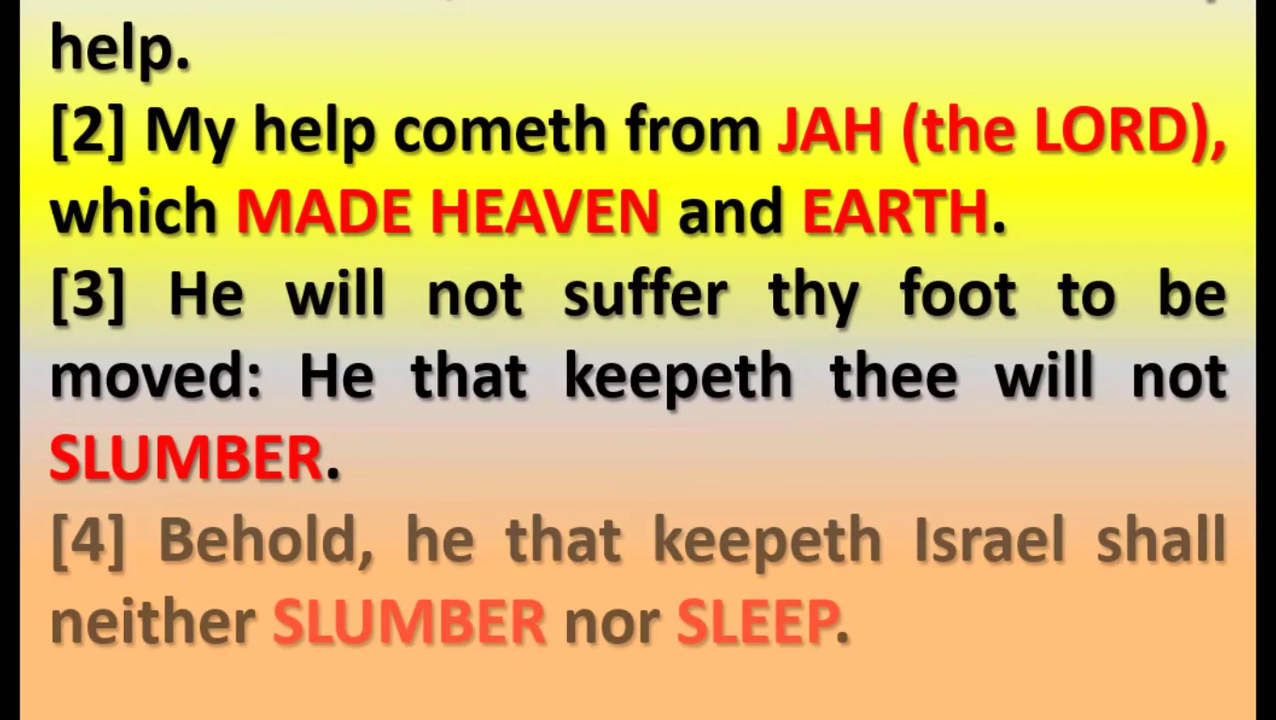 help.
[2] My help cometh from JAH (the LORD),
which MADE HEAVEN and EARTH.
[3] He will not suffer thy foot to be
moved: He that keepeth thee will not
SLUMBER.
[4] Behold, he that keepeth Israel shall
neither SLUMBER nor SLEEP.